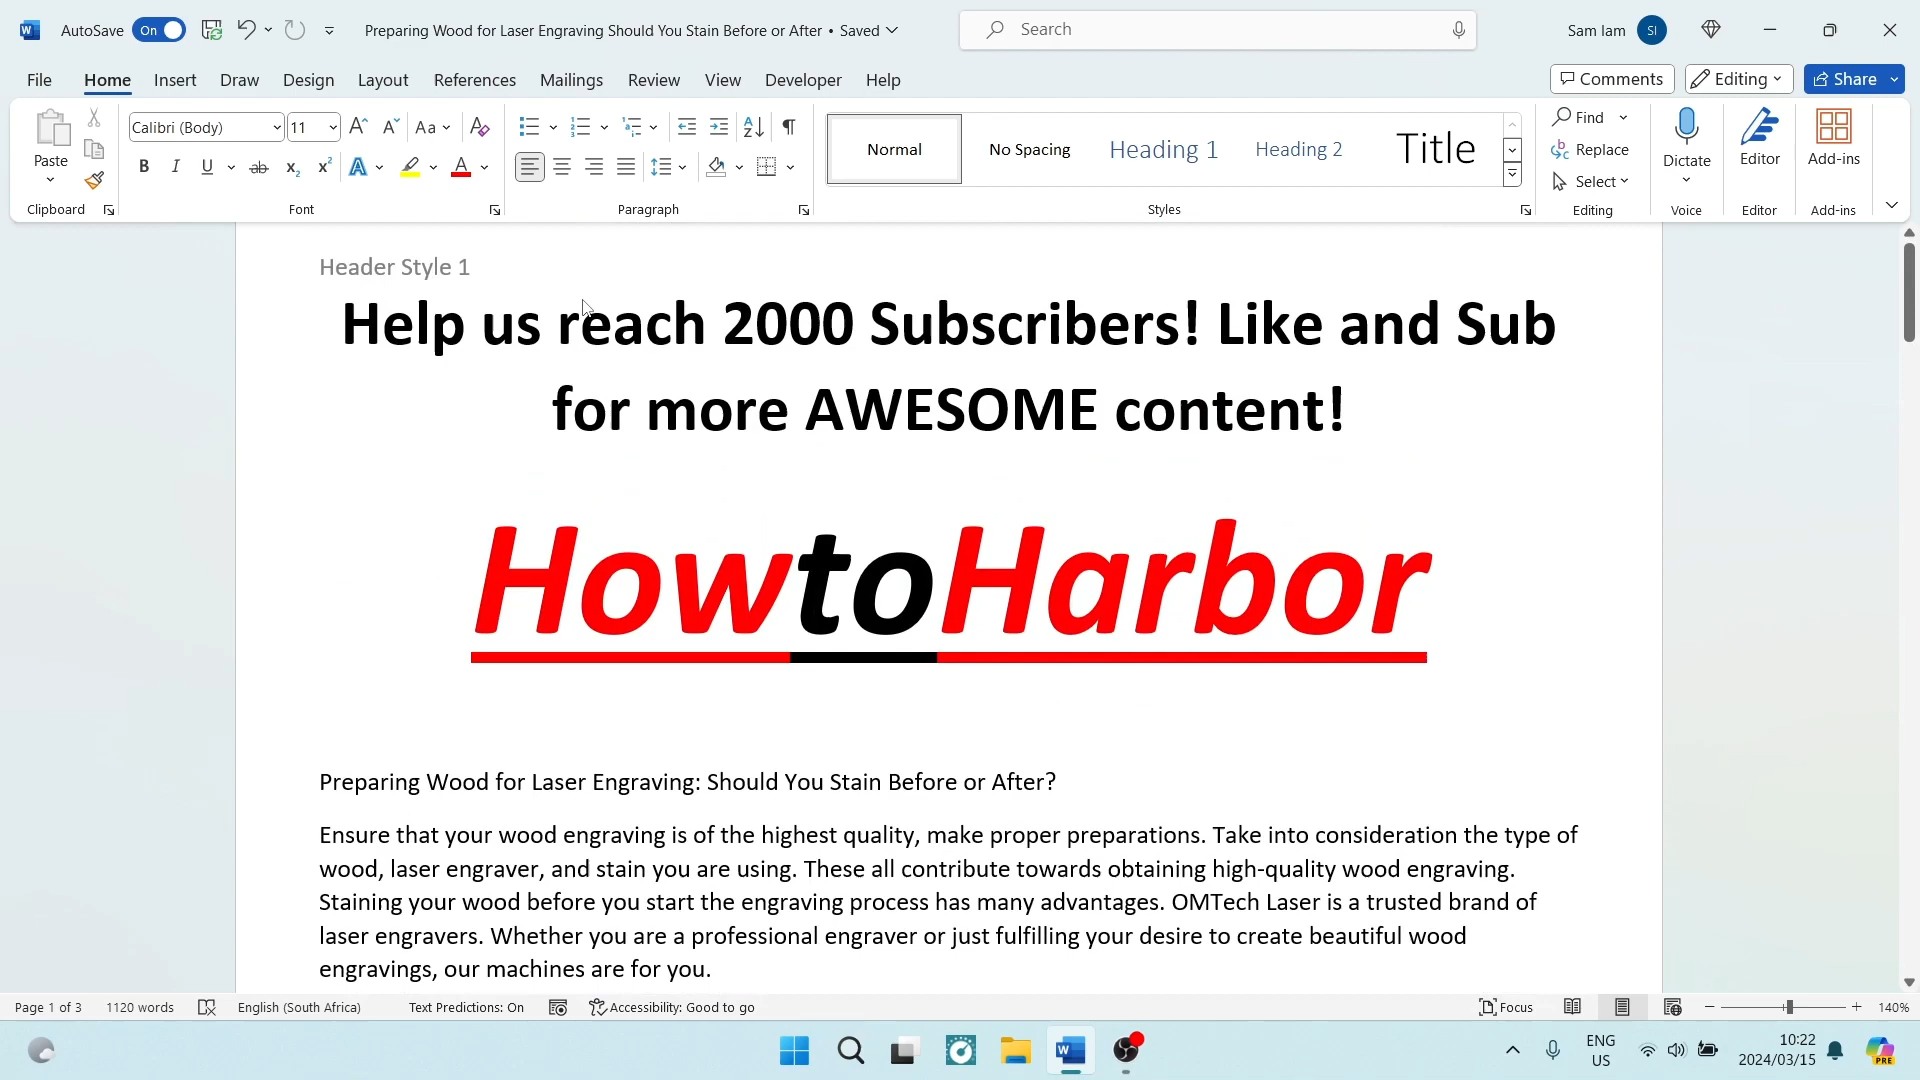 AutoSave On Preparing Wood for Laser Engraving Should You Stain Before or After • Saved Search Sam Iam SI
File Home Insert Draw Design Layout References Mailings Review View Developer Help Comments Editing Share
Calibri (Body) 11 Aa Normal No Spacing Heading 1 Heading 2 Title Find
Paste Replace Dictate Editor Add-ins
B I U ab x₂ x² A A Select
Clipboard Font Paragraph Styles Editing Voice Editor Add-ins
Header Style 1
Help us reach 2000 Subscribers! Like and Sub
for more AWESOME content!
HowtoHarbor
Preparing Wood for Laser Engraving: Should You Stain Before or After?
Ensure that your wood engraving is of the highest quality, make proper preparations. Take into consideration the type of
wood, laser engraver, and stain you are using. These all contribute towards obtaining high-quality wood engraving.
Staining your wood before you start the engraving process has many advantages. OMTech Laser is a trusted brand of
laser engravers. Whether you are a professional engraver or just fulfilling your desire to create beautiful wood
engravings, our machines are for you.
Page 1 of 3 1120 words English (South Africa) Text Predictions: On Accessibility: Good to go Focus 140%
ENG 10:22
US 2024/03/15 PRE